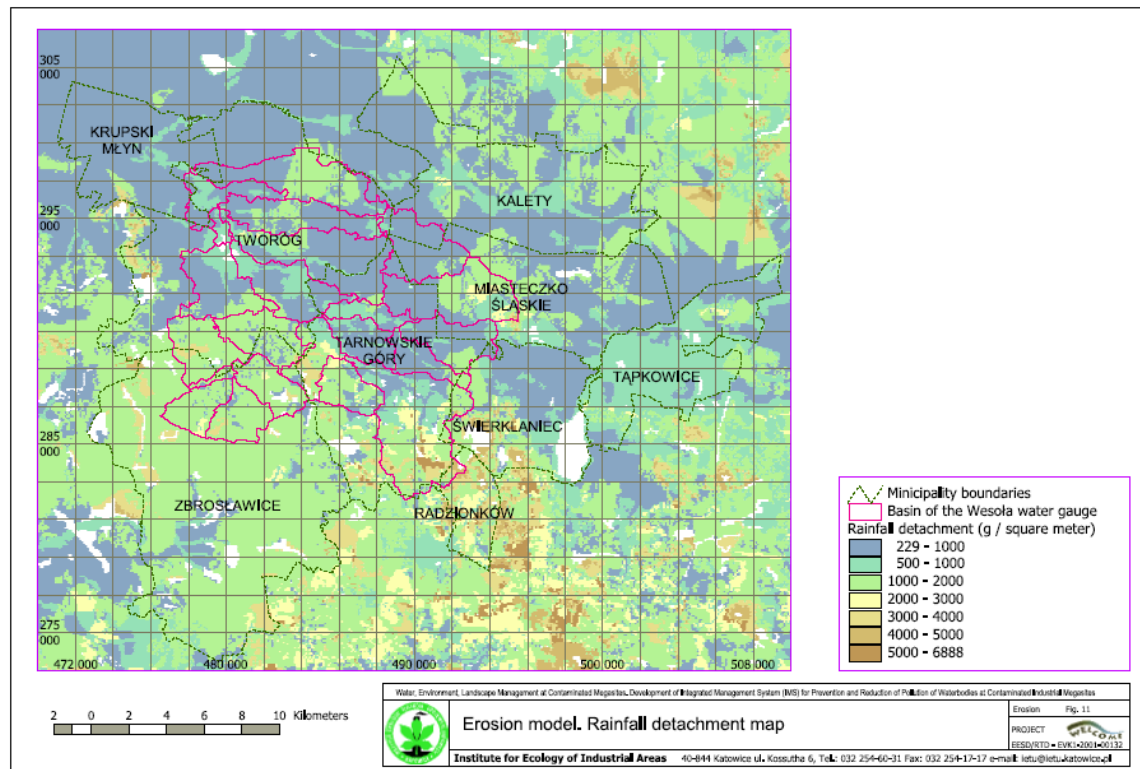 305
000
KRUPSKI
MŁYN
KALETY
295
000
TWORÓG
MIASTECZKO
ŚLĄSKIE
TARNOWSKIE
GÓRY
TĄPKOWICE
ŚWIERKLANIEC
285
000
ZBROSŁAWICE
RADZIONKÓW
275
000
472 000 480 000 490 000 500 000 508 000
Minicipality boundaries
Basin of the Wesoła water gauge
Rainfall detachment (g / square meter)
229 - 1000
500 - 1000
1000 - 2000
2000 - 3000
3000 - 4000
4000 - 5000
5000 - 6888
2 0 2 4 6 8 10 Kilometers
Water, Environment, Landscape Management at Contaminated Megasites. Development of Integrated Management System (IMS) for Prevention and Reduction of Pollution of Waterbodies at Contaminated Industrial Megasites
Erosion model. Rainfall detachment map
Erosion Fig. 11
PROJECT WELCOME
EESD/RTD - EVK1-2001-00132
Institute for Ecology of Industrial Areas 40-844 Katowice ul. Kossutha 6, Tel.: 032 254-60-31 Fax: 032 254-17-17 e-mail: ietu@ietu.katowice.pl